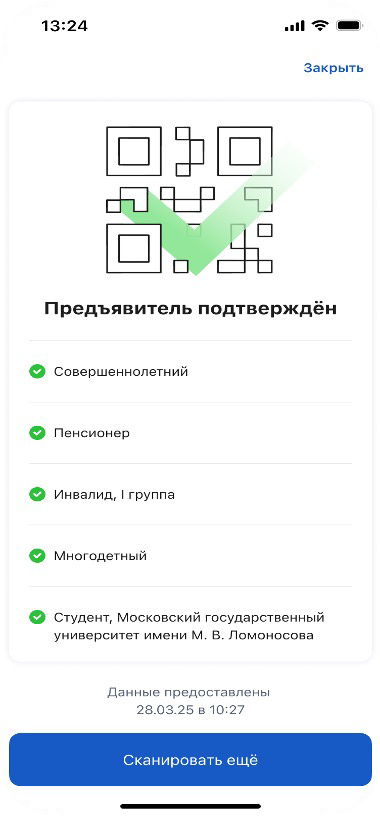 13:24
Закрыть
Предъявитель подтверждён
Совершеннолетний
Пенсионер
Инвалид, I группа
Многодетный
Студент, Московский государственный
университет имени М. В. Ломоносова
Данные предоставлены
28.03.25 в 10:27
Сканировать ещё